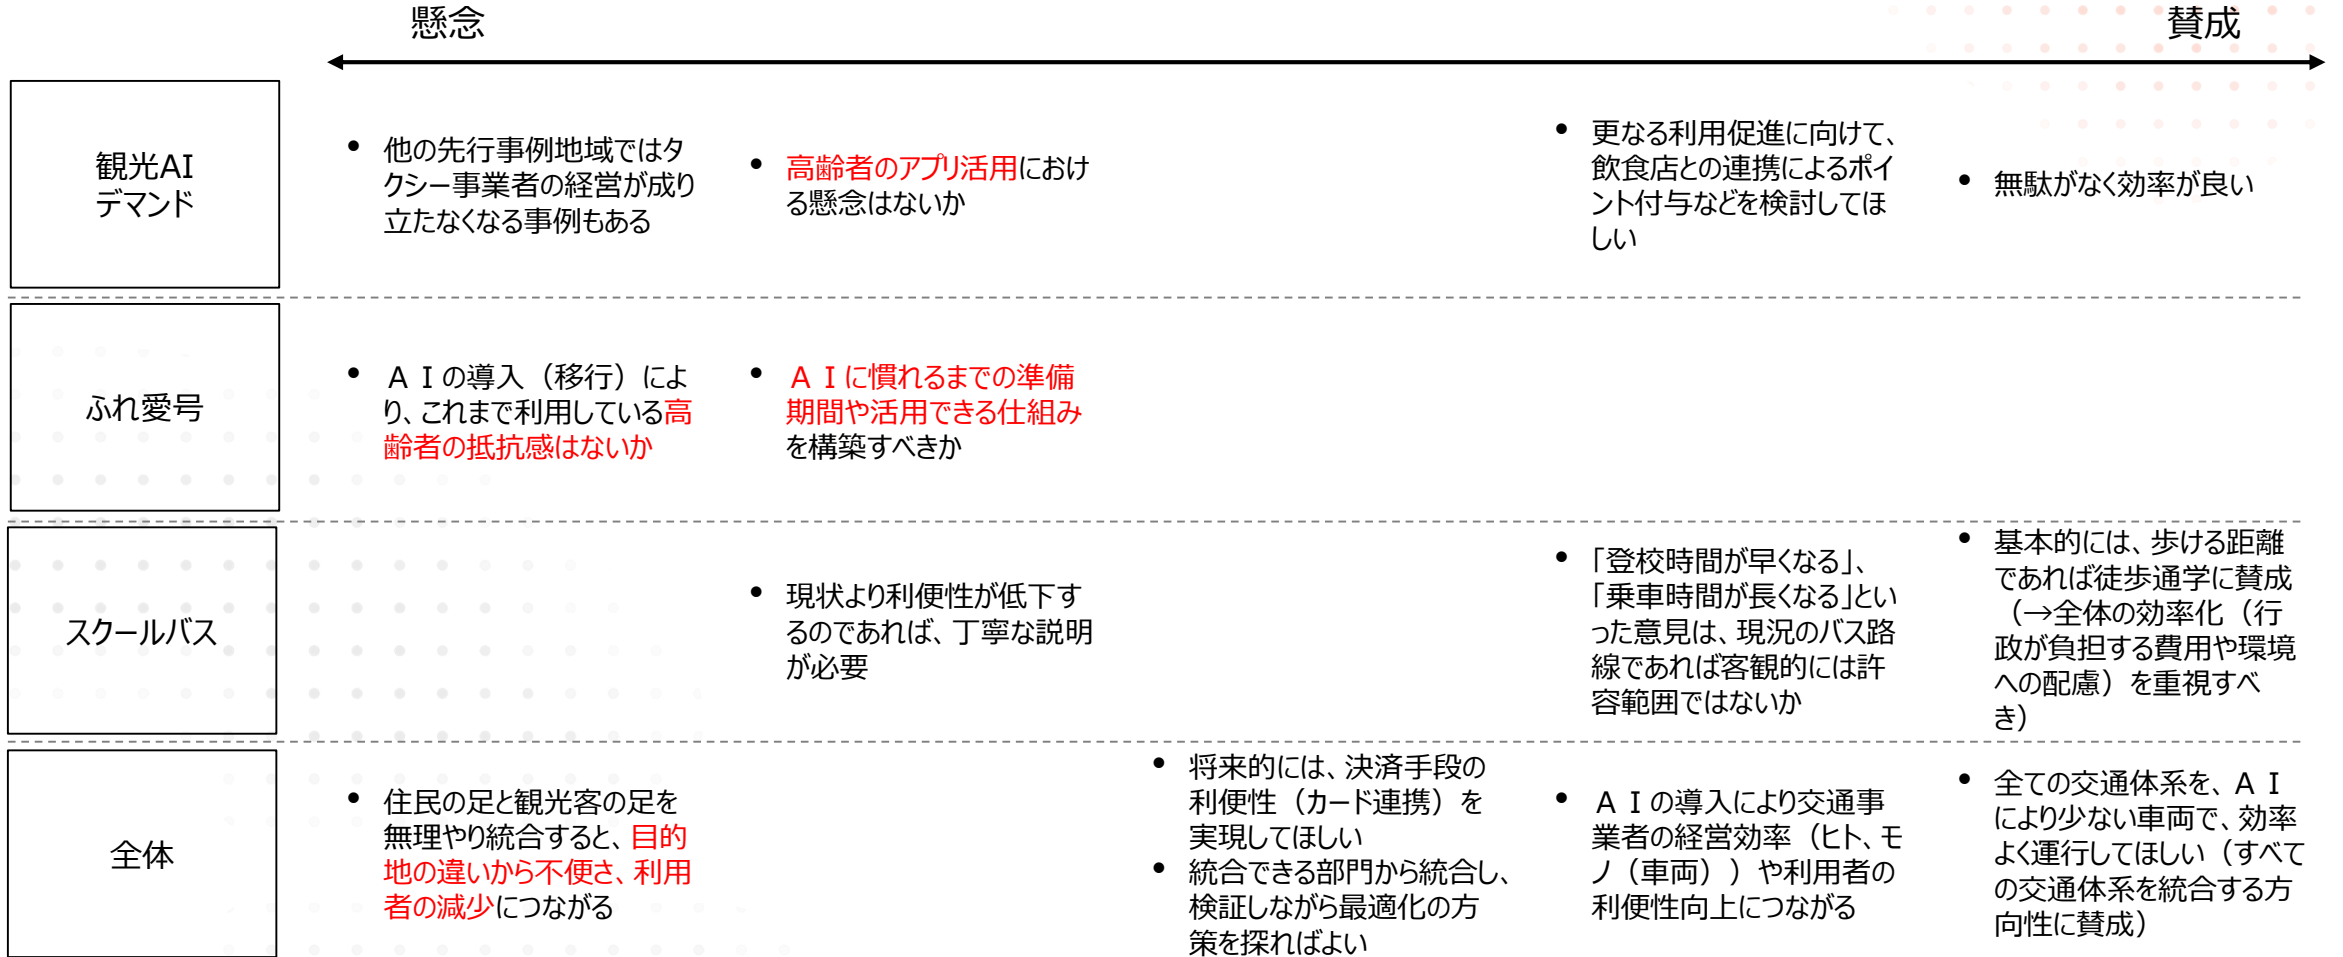 懸念
賛成
観光AI
デマンド
• 他の先行事例地域ではタ
クシー事業者の経営が成り
立たなくなる事例もある
• 高齢者のアプリ活用におけ
る懸念はないか
• 更なる利用促進に向けて、
飲食店との連携によるポイ
ント付与などを検討してほ
しい
• 無駄がなく効率が良い
ふれ愛号
• ＡＩの導入（移行）によ
り、これまで利用している高
齢者の抵抗感はないか
• ＡＩに慣れるまでの準備
期間や活用できる仕組み
を構築すべきか
スクールバス
• 現状より利便性が低下す
るのであれば、丁寧な説明
が必要
• 「登校時間が早くなる」、
「乗車時間が長くなる」とい
った意見は、現況のバス路
線であれば客観的には許
容範囲ではないか
• 基本的には、歩ける距離
であれば徒歩通学に賛成
（→全体の効率化（行
政が負担する費用や環境
への配慮）を重視すべ
き）
全体
• 住民の足と観光客の足を
無理やり統合すると、目的
地の違いから不便さ、利用
者の減少につながる
• 将来的には、決済手段の
利便性（カード連携）を
実現してほしい
• 統合できる部門から統合し、
検証しながら最適化の方
策を探ればよい
• ＡＩの導入により交通事
業者の経営効率（ヒト、モ
ノ（車両））や利用者の
利便性向上につながる
• 全ての交通体系を、ＡＩ
により少ない車両で、効率
よく運行してほしい（すべて
の交通体系を統合する方
向性に賛成）